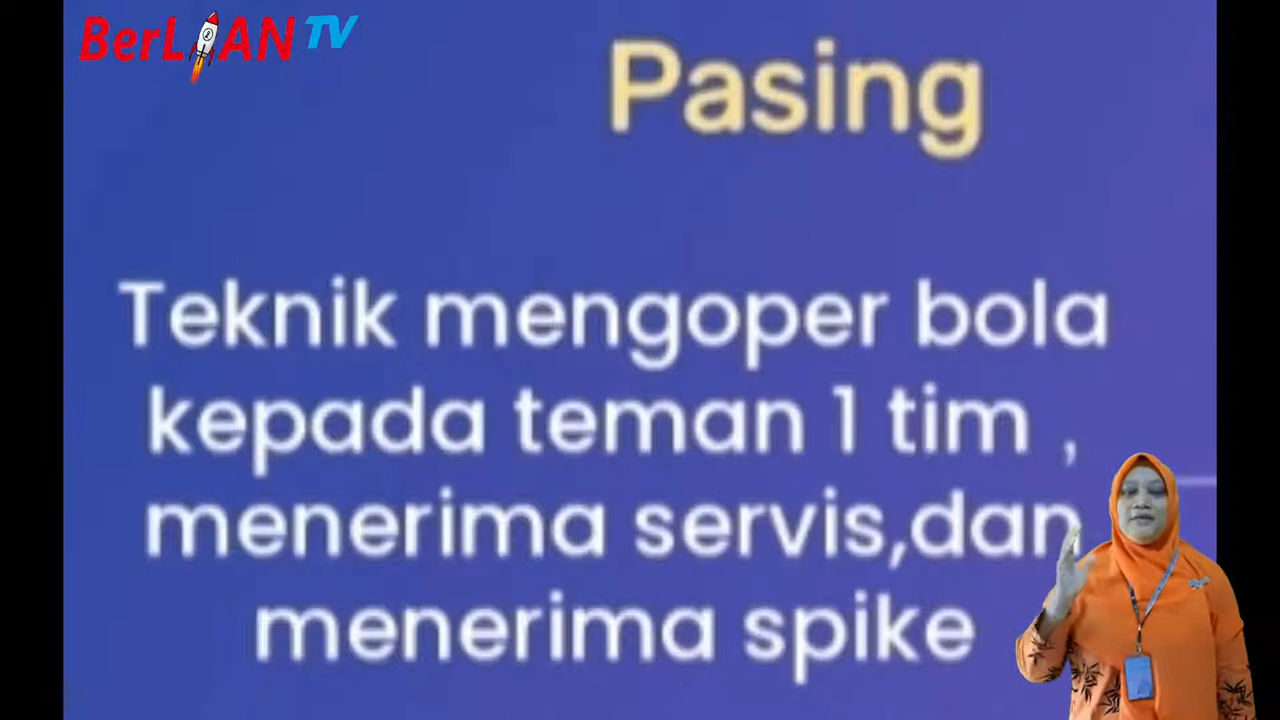 BerLIAN TV
Pasing
Teknik mengoper bola
kepada teman 1 tim ,
menerima servis,dan
menerima spike